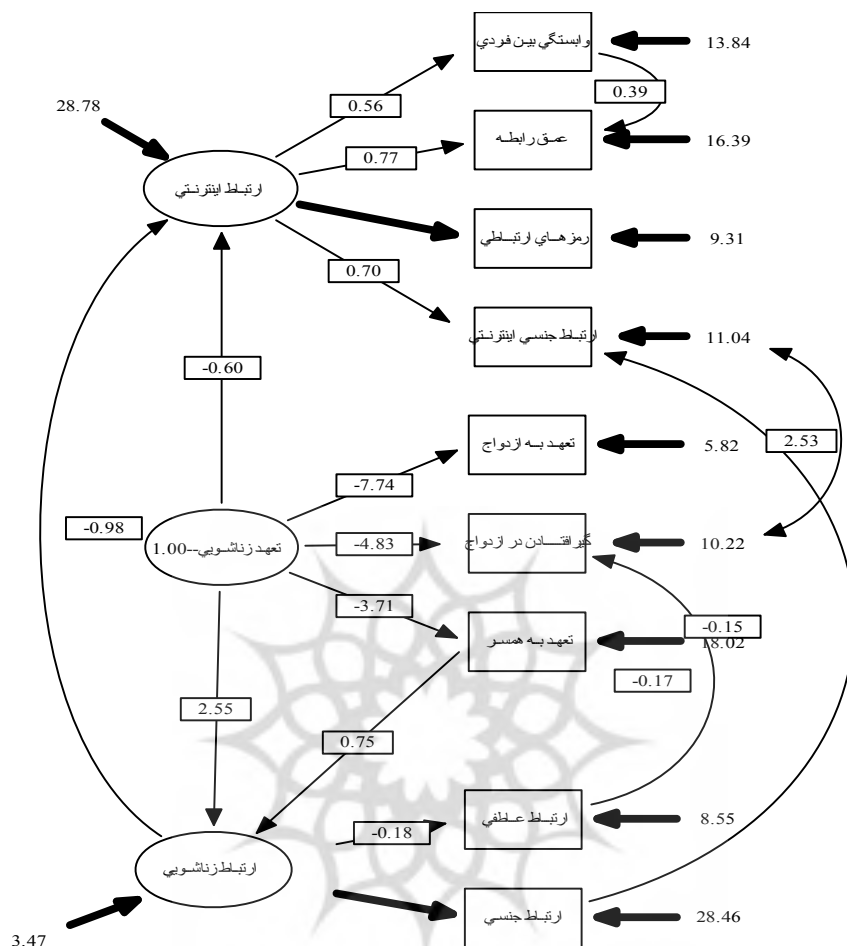 وابستگي بين فردي
13.84
0.39
28.78
0.56
عمق رابطه
16.39
0.77
ارتباط اينترنتي
رمزهاي ارتباطي
9.31
0.70
ارتباط جنسي اينترنتي
11.04
-0.60
تعهد به ازدواج
5.82
2.53
-7.74
-0.98
تعهد زناشويي--1.00
-4.83
گيرافتادن در ازدواج
10.22
-3.71
تعهد به همسر
-0.15
18.02
-0.17
2.55
0.75
-0.18
ارتباط عاطفي
8.55
ارتباط زناشويي
ارتباط جنسي
28.46
3.47